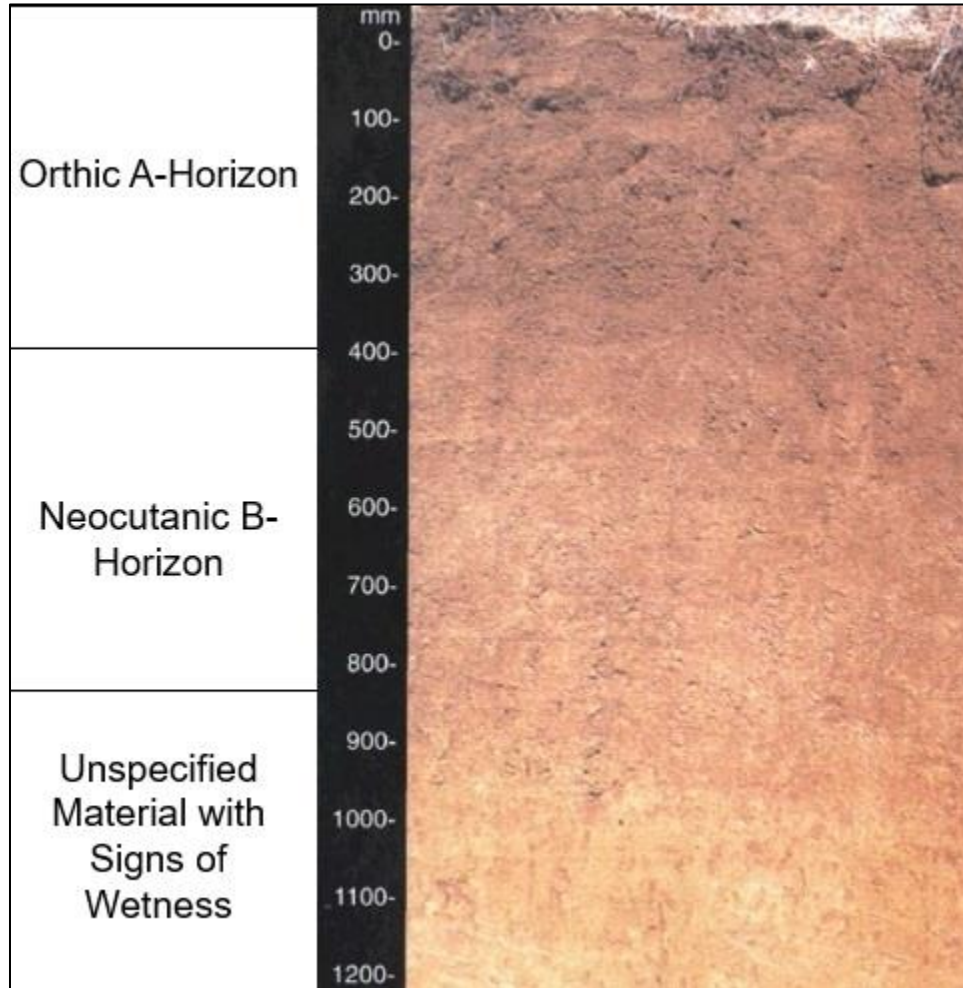 Orthic A-Horizon
Neocutanic B-
Horizon
Unspecified
Material with
Signs of
Wetness
mm
0-
100-
200-
300-
400-
500-
600-
700-
800-
900-
1000-
1100-
1200-